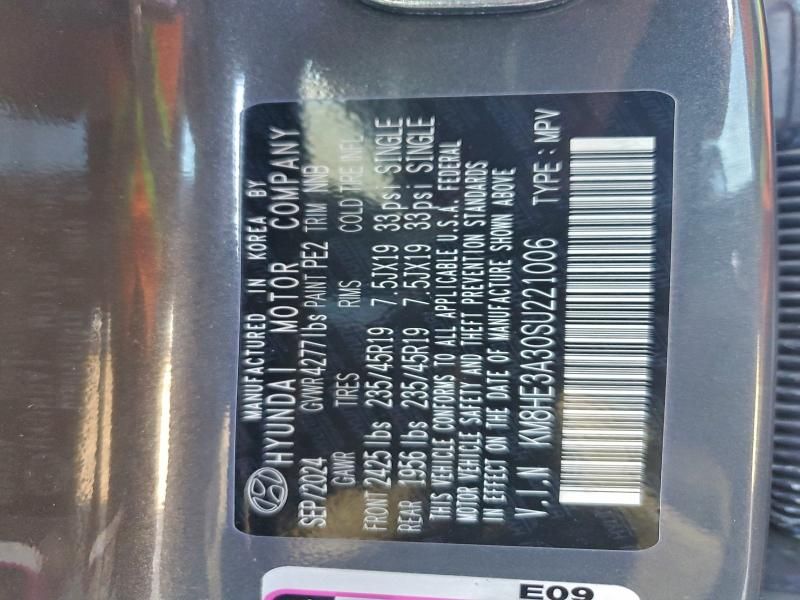 MANUFACTURED IN KOREA BY
HYUNDAI MOTOR COMPANY
SEP/2024 GVWR 4277lbs PAINT PE2 TRIM NNB
GAWR TIRES RIMS COLD TIRE INFL
FRONT 2425 lbs 235/45R19 7.5JX19 33psi SINGLE
REAR 1956 lbs 235/45R19 7.5JX19 33psi SINGLE
THIS VEHICLE CONFORMS TO ALL APPLICABLE U.S.A. FEDERAL
MOTOR VEHICLE SAFETY AND THEFT PREVENTION STANDARDS
IN EFFECT ON THE DATE OF MANUFACTURE SHOWN ABOVE
V.I.N KM8HE3A30SU221006 TYPE : MPV
E09